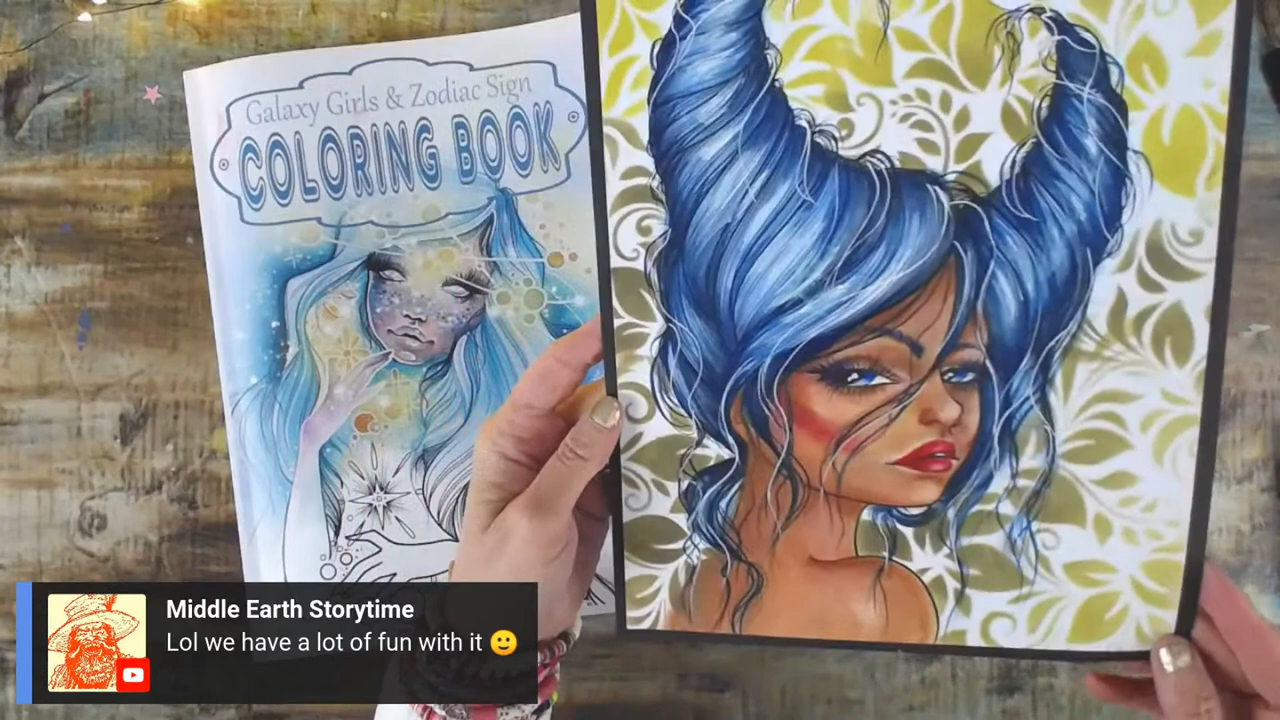 Galaxy Girls & Zodiac Sign
COLORING BOOK
Middle Earth Storytime
Lol we have a lot of fun with it 🙂